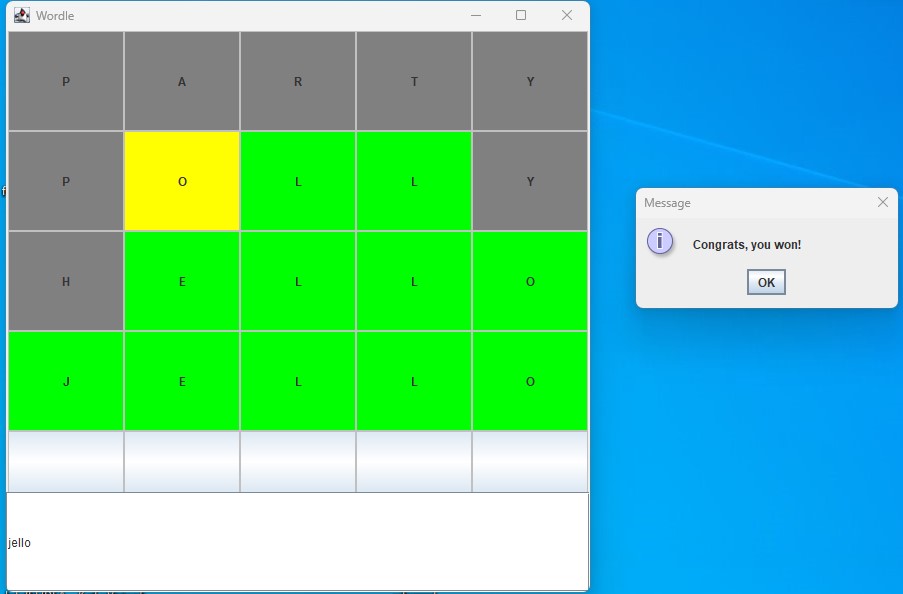 Wordle
P A R T Y
P O L L Y
H E L L O
J E L L O
jello
Message
Congrats, you won!
OK